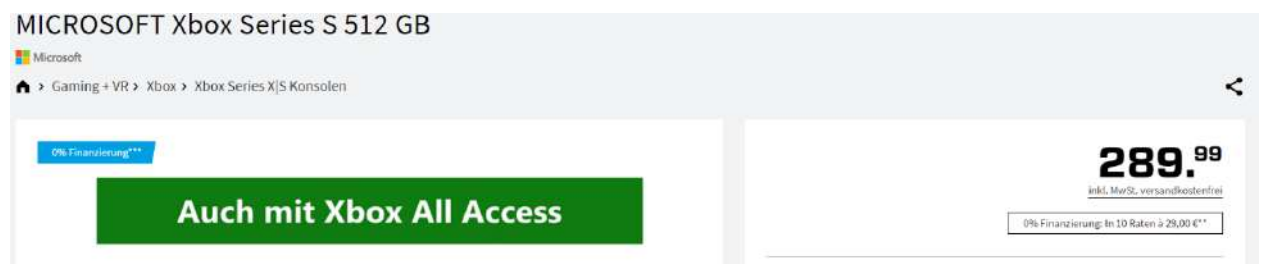 MICROSOFT Xbox Series S 512 GB
Microsoft
> Gaming + VR > Xbox > Xbox Series X|S Konsolen
0% Finanzierung***
Auch mit Xbox All Access
289.99
inkl. MwSt. versandkostenfrei
0% Finanzierung: In 10 Raten à 29,00 €**